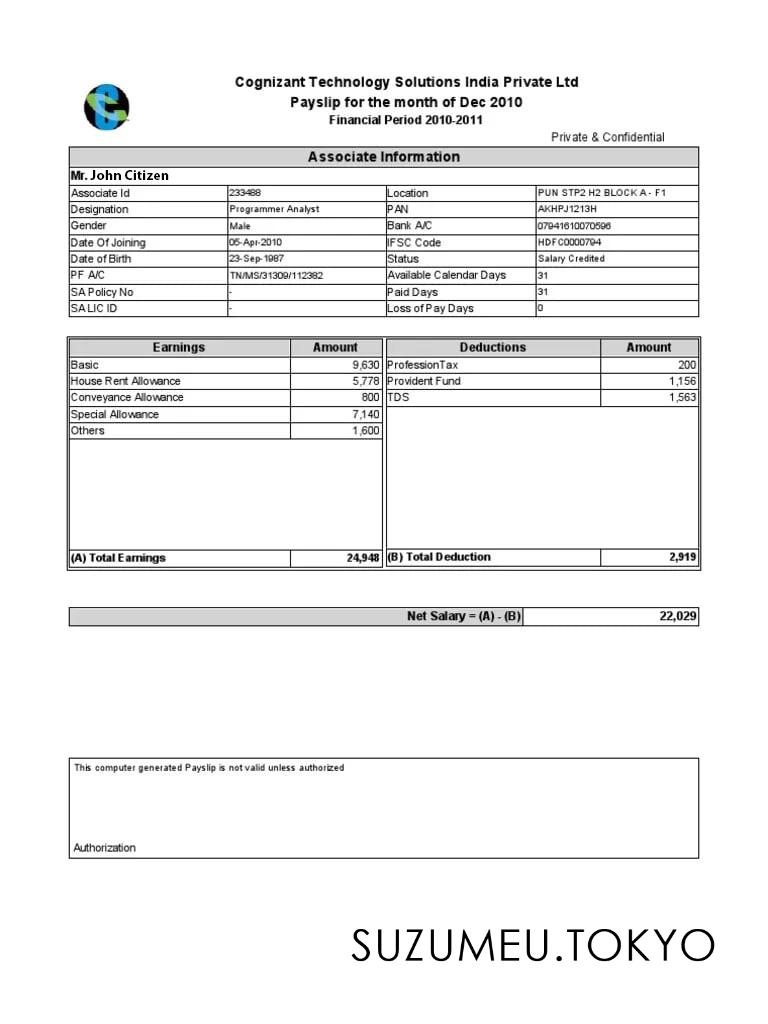 Cognizant Technology Solutions India Private Ltd
Payslip for the month of Dec 2010
Financial Period 2010-2011
Private & Confidential
Associate Information
Mr. John Citizen
Associate Id 233488 Location PUN STP2 H2 BLOCK A - F1
Designation Programmer Analyst PAN AKHPJ1213H
Gender Male Bank A/C 07941610070596
Date Of Joining 05-Apr-2010 IFSC Code HDFC0000794
Date of Birth 23-Sep-1987 Status Salary Credited
PF A/C TN/MS/31309/112382 Available Calendar Days 31
SA Policy No - Paid Days 31
SA LIC ID - Loss of Pay Days 0
Earnings Amount Deductions Amount
Basic 9,630 ProfessionTax 200
House Rent Allowance 5,778 Provident Fund 1,156
Conveyance Allowance 800 TDS 1,563
Special Allowance 7,140
Others 1,600
(A) Total Earnings 24,948 (B) Total Deduction 2,919
Net Salary = (A) - (B) 22,029
This computer generated Payslip is not valid unless authorized
Authorization
SUZUMEU.TOKYO